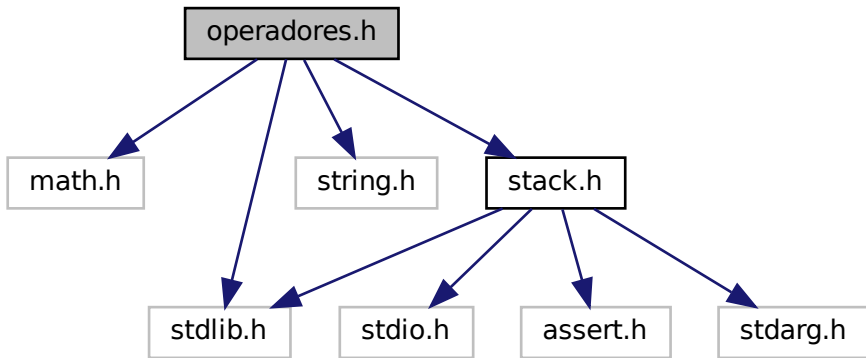 operadores.h
math.h
string.h
stack.h
stdlib.h
stdio.h
assert.h
stdarg.h